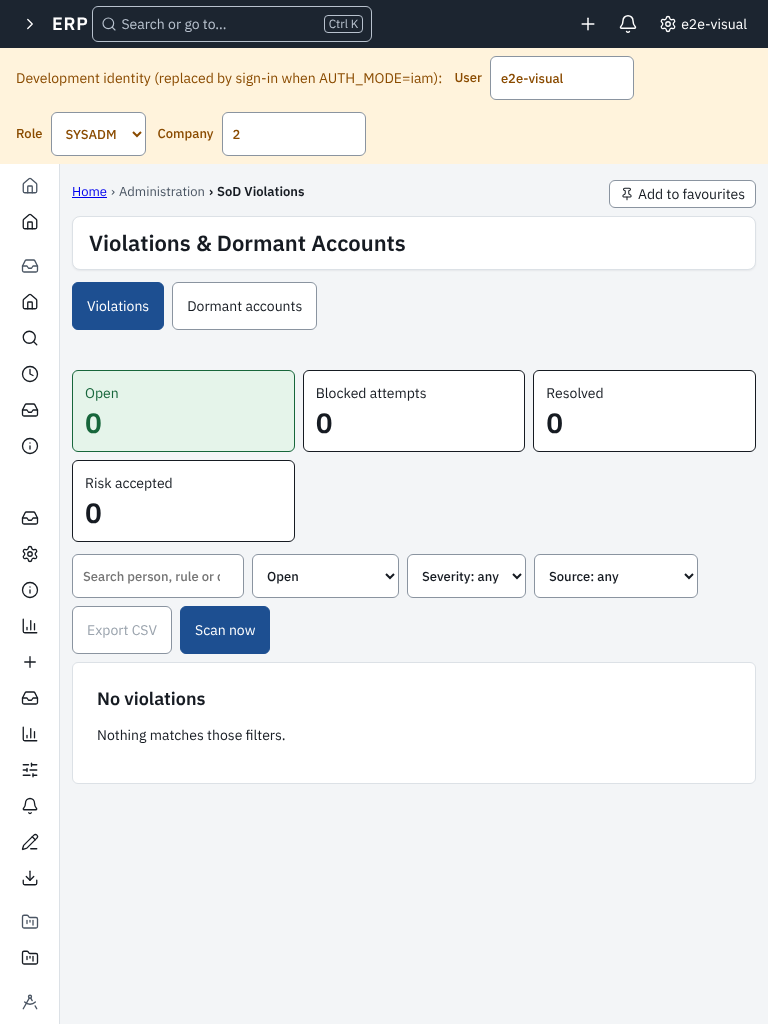 ERP
Search or go to...
Ctrl K
e2e-visual
Development identity (replaced by sign-in when AUTH_MODE=iam): User e2e-visual
Role SYSADM Company 2
Home › Administration › SoD Violations
Add to favourites
Violations & Dormant Accounts
Violations Dormant accounts
Open Blocked attempts Resolved
0 0 0
Risk accepted
0
Search person, rule or Open Severity: any Source: any
Export CSV Scan now
No violations
Nothing matches those filters.